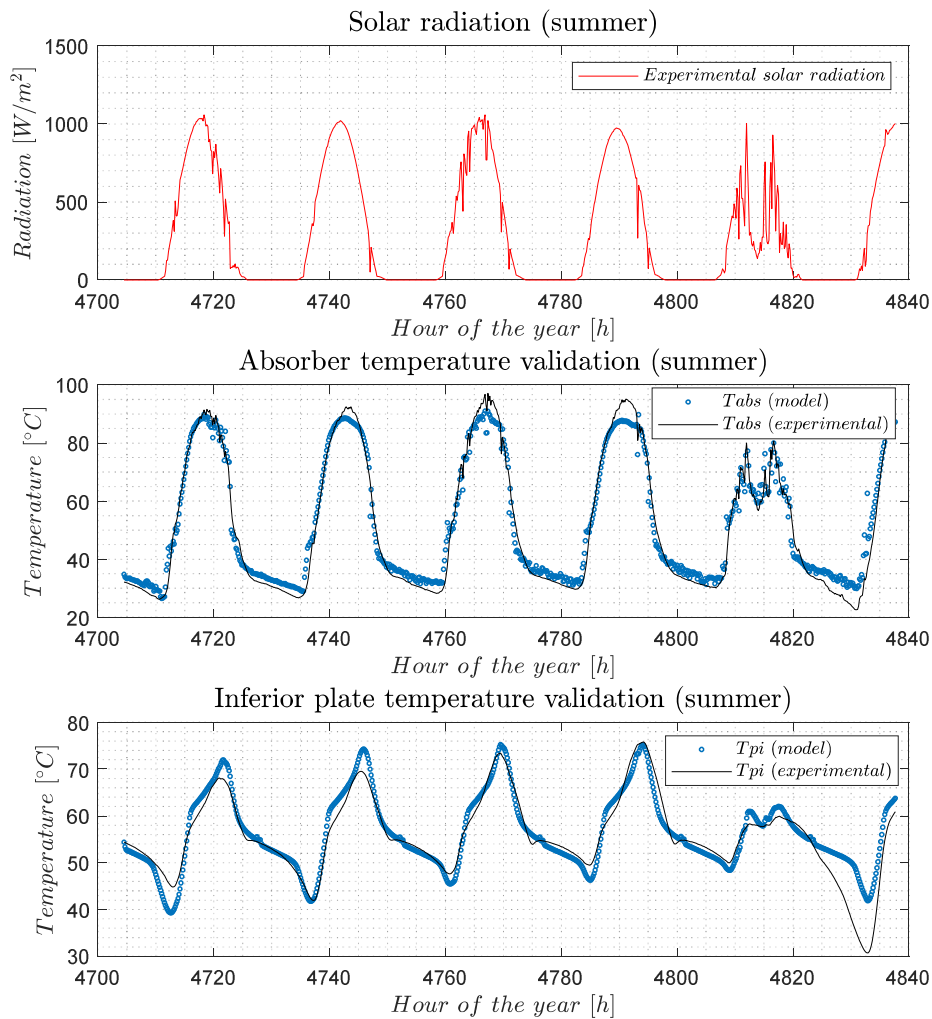 Solar radiation (summer)
1500
1000
500
0
Radiation [W/m²]
Experimental solar radiation
4700 4720 4740 4760 4780 4800 4820 4840
Hour of the year [h]
Absorber temperature validation (summer)
100
80
60
40
20
Temperature [°C]
Tabs (model)
Tabs (experimental)
4700 4720 4740 4760 4780 4800 4820 4840
Hour of the year [h]
Inferior plate temperature validation (summer)
80
70
60
50
40
30
Temperature [°C]
Tpi (model)
Tpi (experimental)
4700 4720 4740 4760 4780 4800 4820 4840
Hour of the year [h]